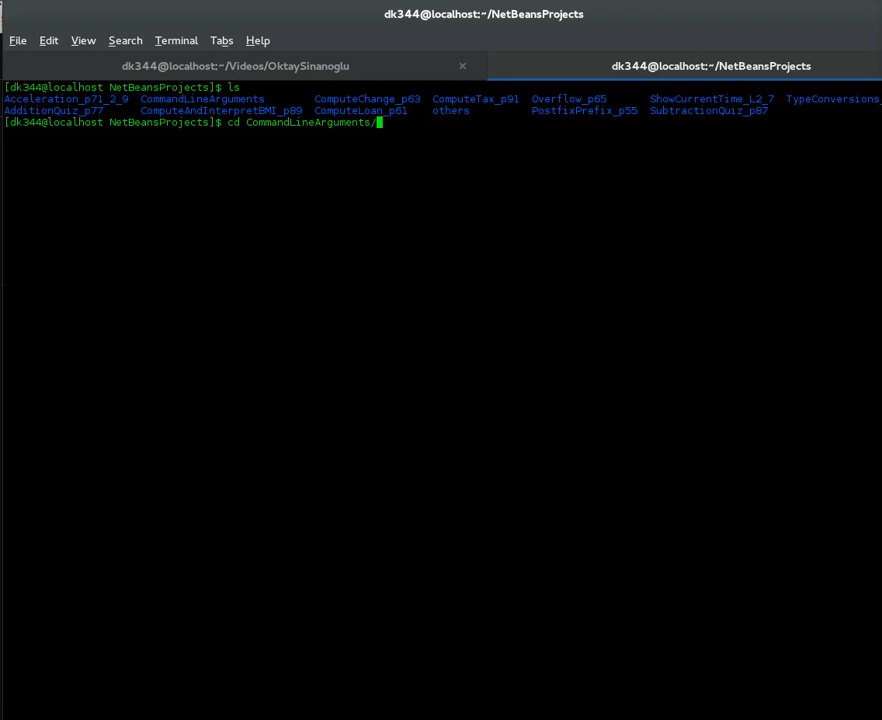 dk344@localhost:~/NetBeansProjects
File Edit View Search Terminal Tabs Help
dk344@localhost:~/Videos/OktaySinanoglu × dk344@localhost:~/NetBeansProjects
[dk344@localhost NetBeansProjects]$ ls
Acceleration_p71_2_9 CommandLineArguments ComputeChange_p63 ComputeTax_p91 Overflow_p65 ShowCurrentTime_L2_7 TypeConversions_
AdditionQuiz_p77 ComputeAndInterpretBMI_p89 ComputeLoan_p61 others PostfixPrefix_p55 SubtractionQuiz_p87
[dk344@localhost NetBeansProjects]$ cd CommandLineArguments/